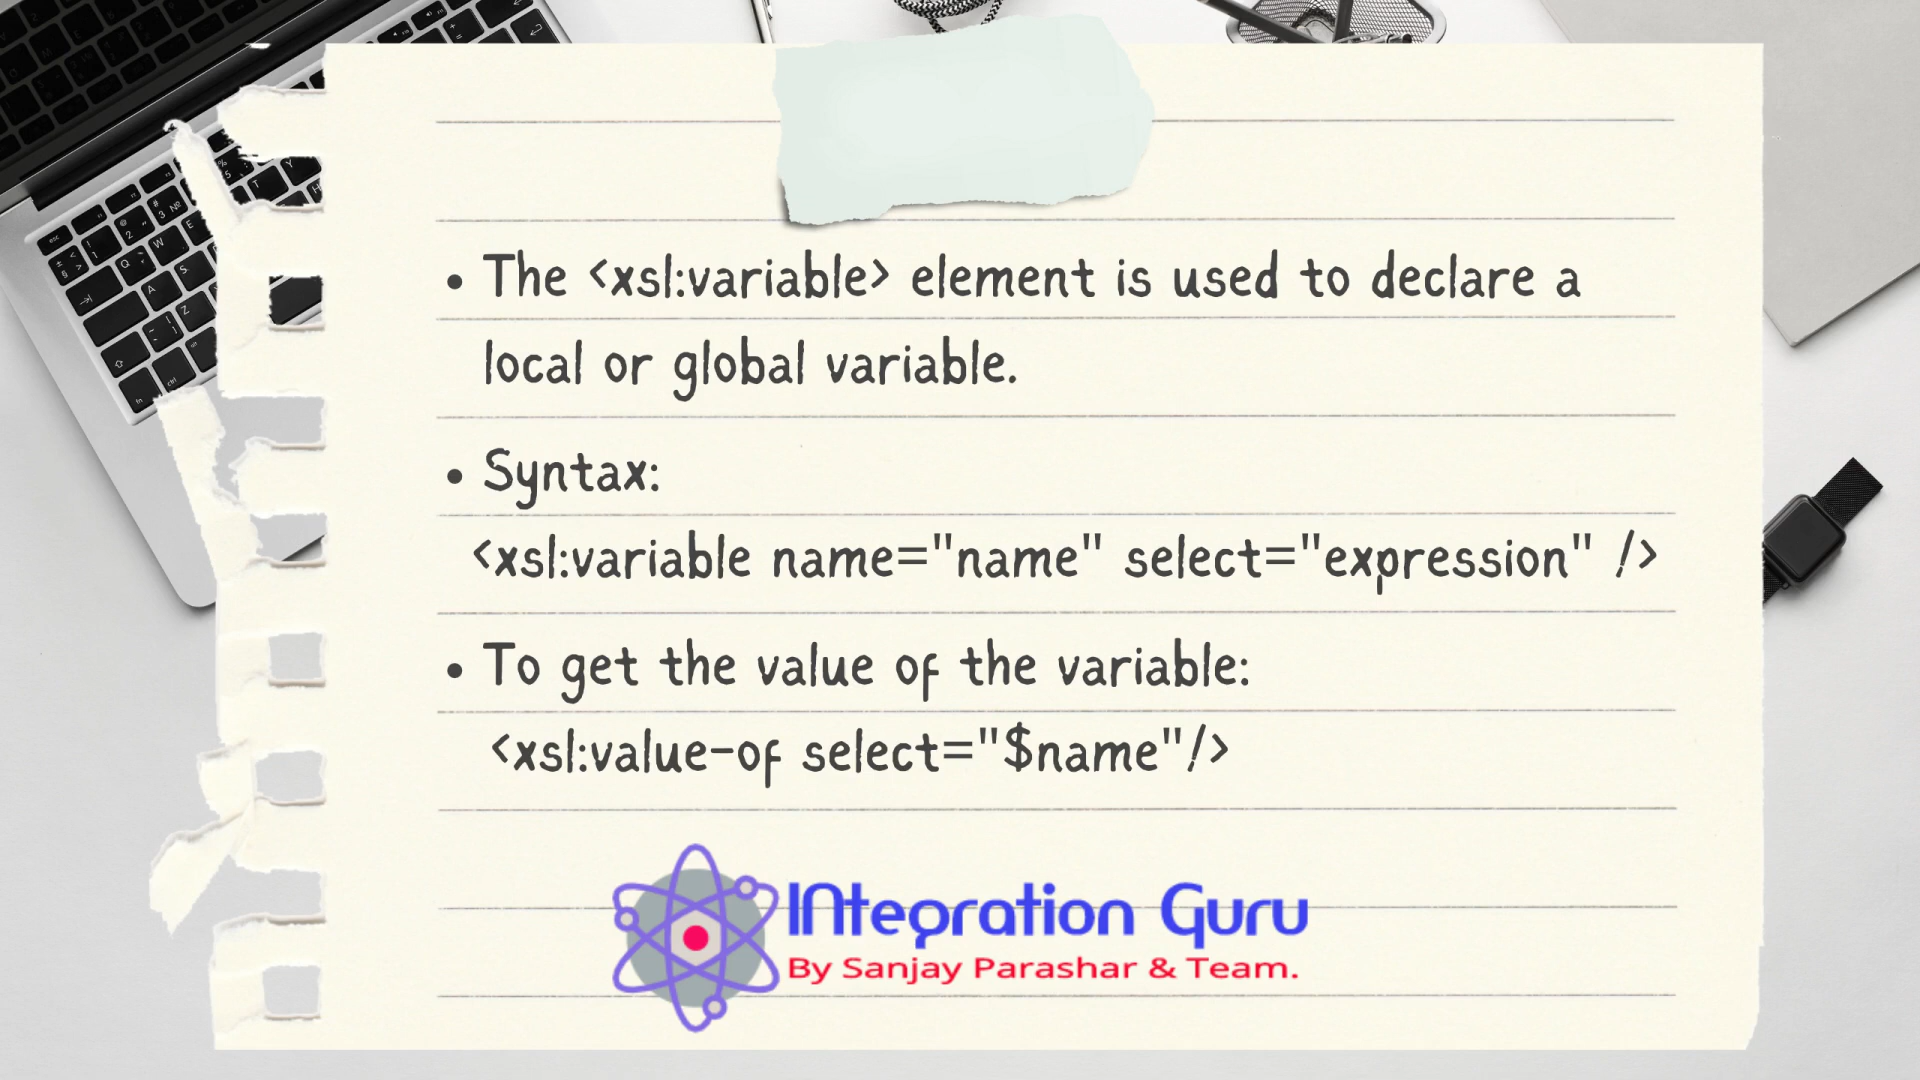 • The <xsl:variable> element is used to declare a
local or global variable.
• Syntax:
<xsl:variable name="name" select="expression" />
• To get the value of the variable:
<xsl:value-of select="$name"/>
INtegration Guru
By Sanjay Parashar & Team.